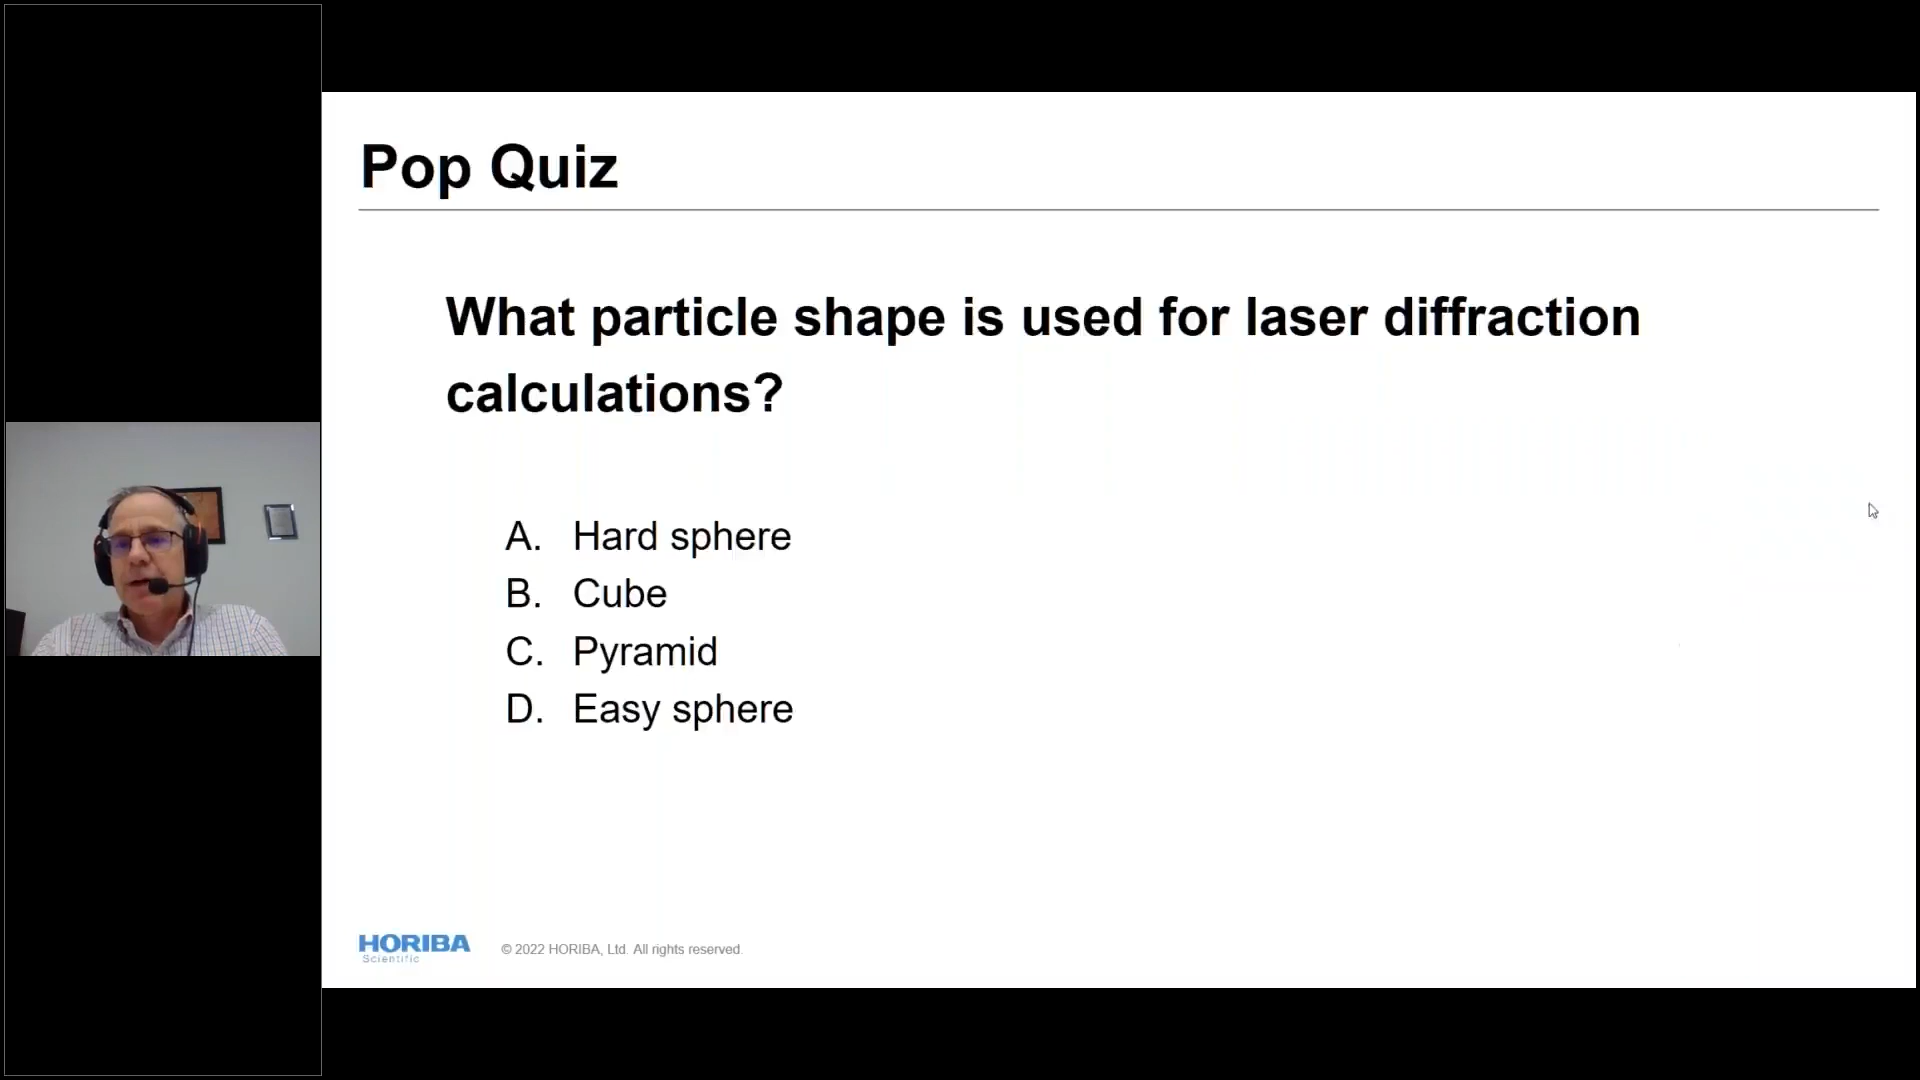 Pop Quiz
What particle shape is used for laser diffraction
calculations?
A. Hard sphere
B. Cube
C. Pyramid
D. Easy sphere
HORIBA
Scientific
© 2022 HORIBA, Ltd. All rights reserved.